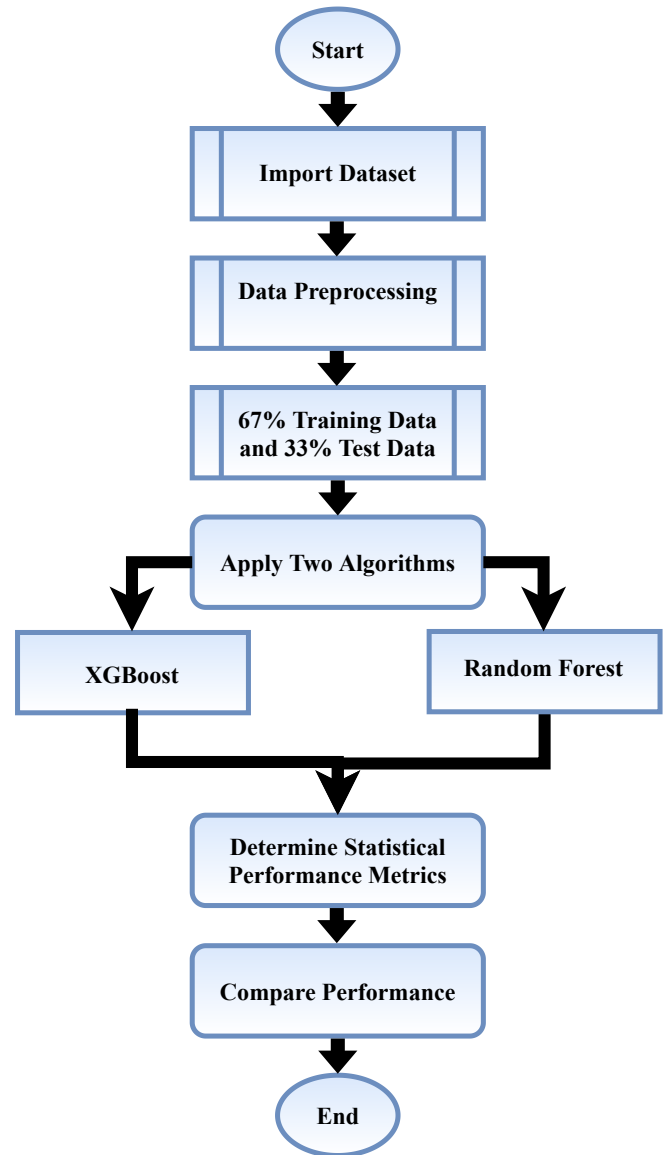 Start
Import Dataset
Data Preprocessing
67% Training Data
and 33% Test Data
Apply Two Algorithms
XGBoost
Random Forest
Determine Statistical
Performance Metrics
Compare Performance
End